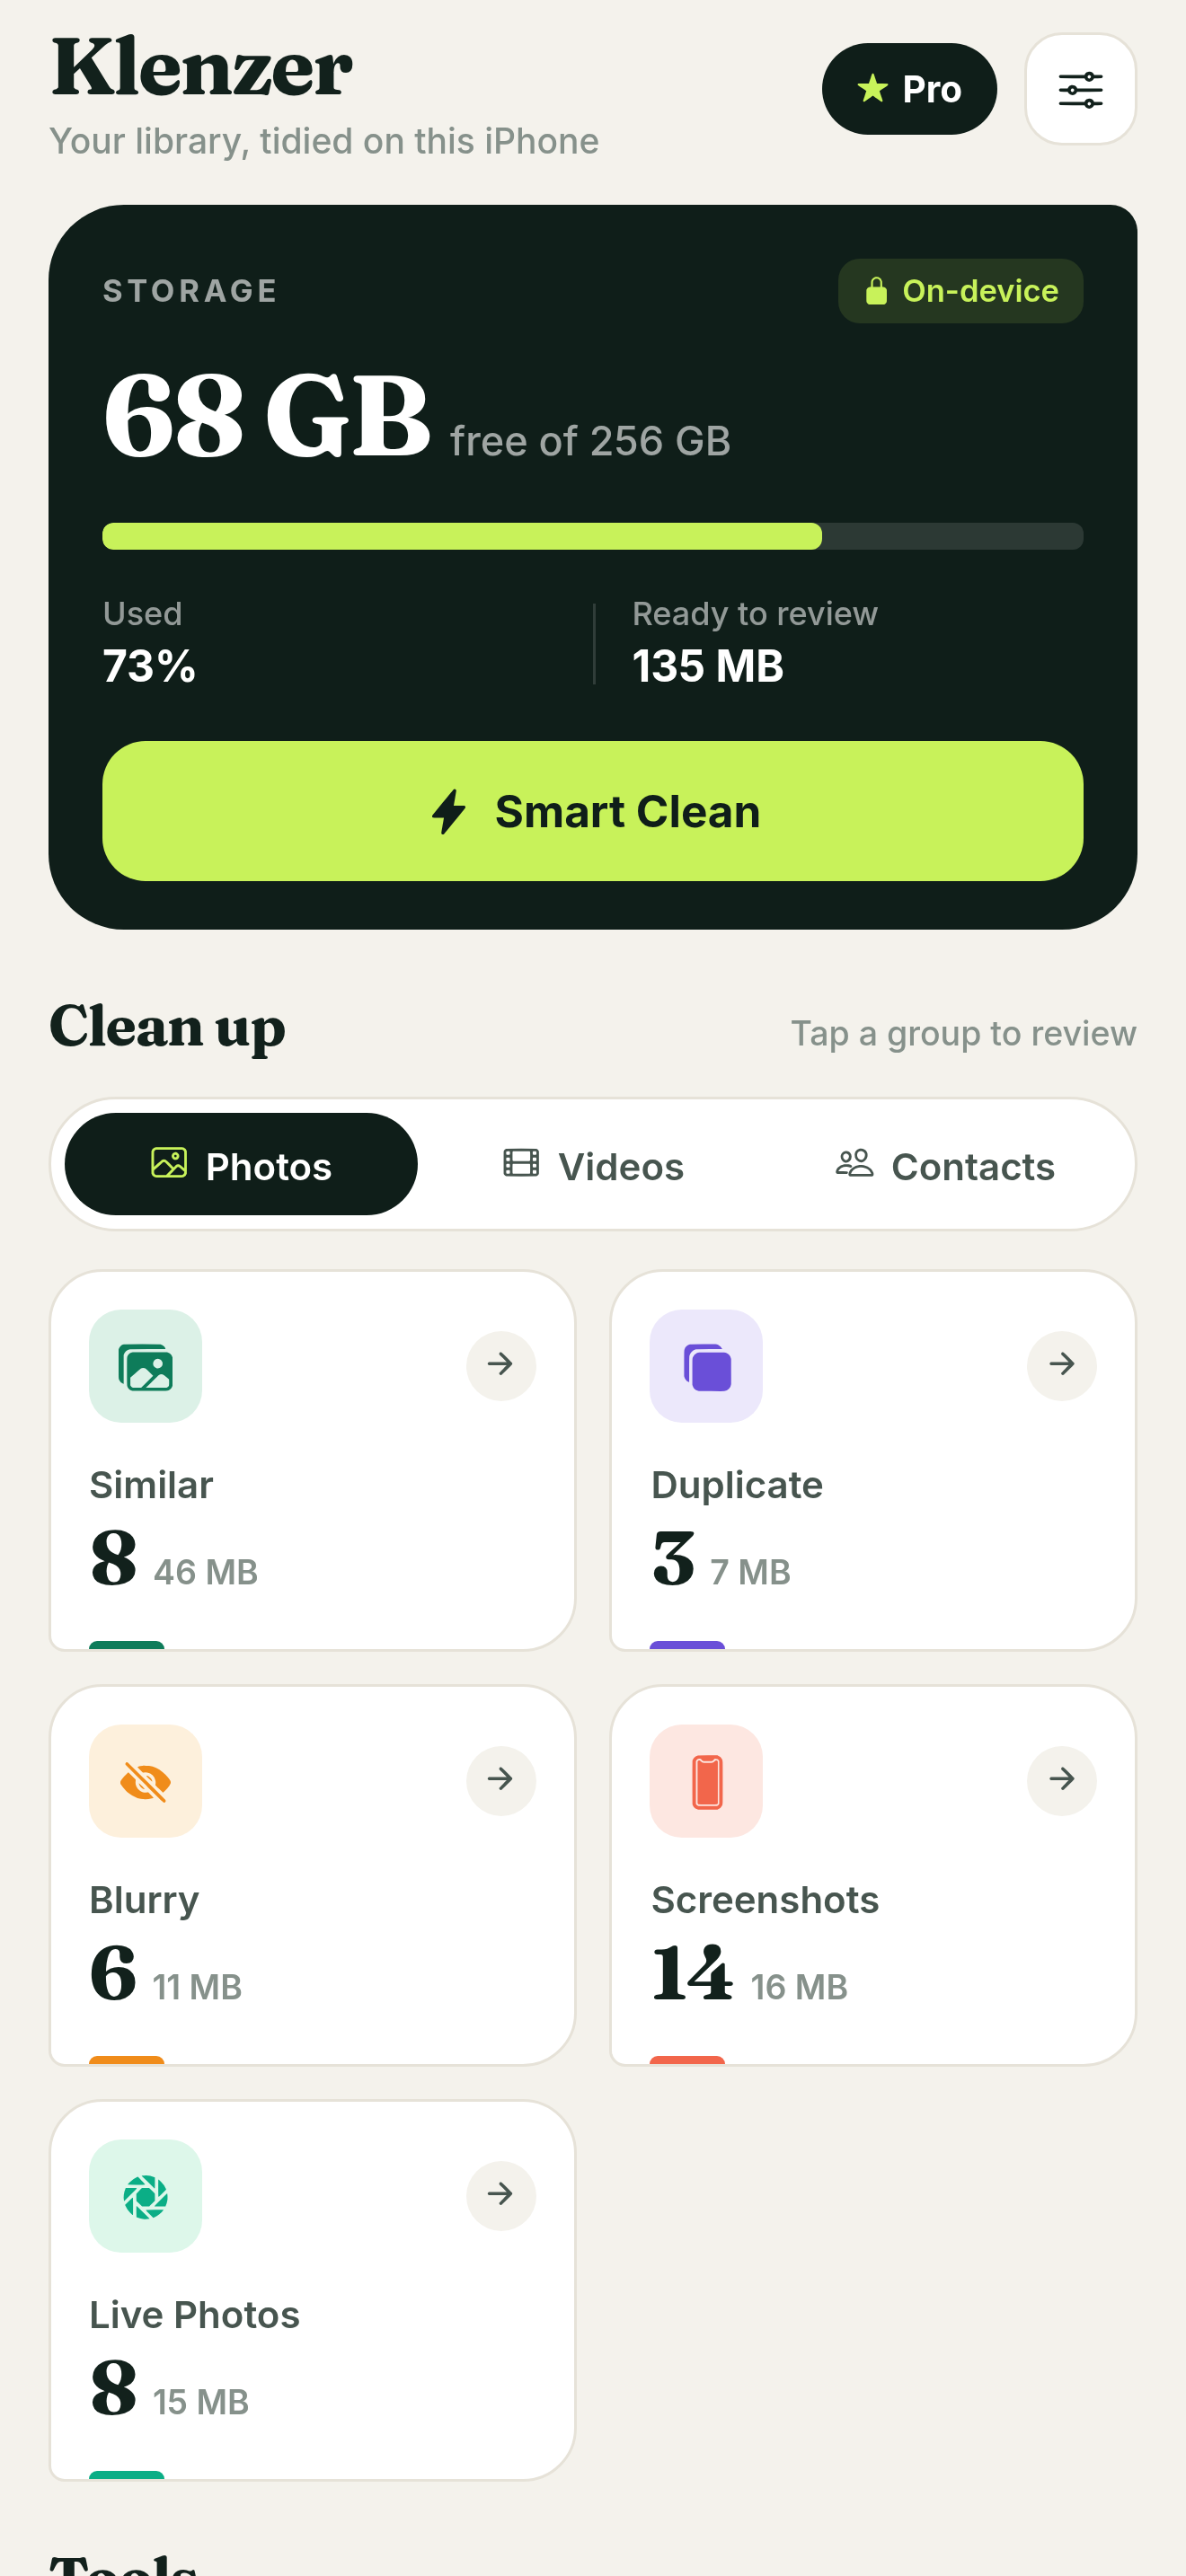 Klenzer
Your library, tidied on this iPhone
Pro
STORAGE
On-device
68 GB free of 256 GB
Used
73%
Ready to review
135 MB
Smart Clean
Clean up
Tap a group to review
Photos
Videos
Contacts
Similar
8 46 MB
Duplicate
3 7 MB
Blurry
6 11 MB
Screenshots
14 16 MB
Live Photos
8 15 MB
Tools